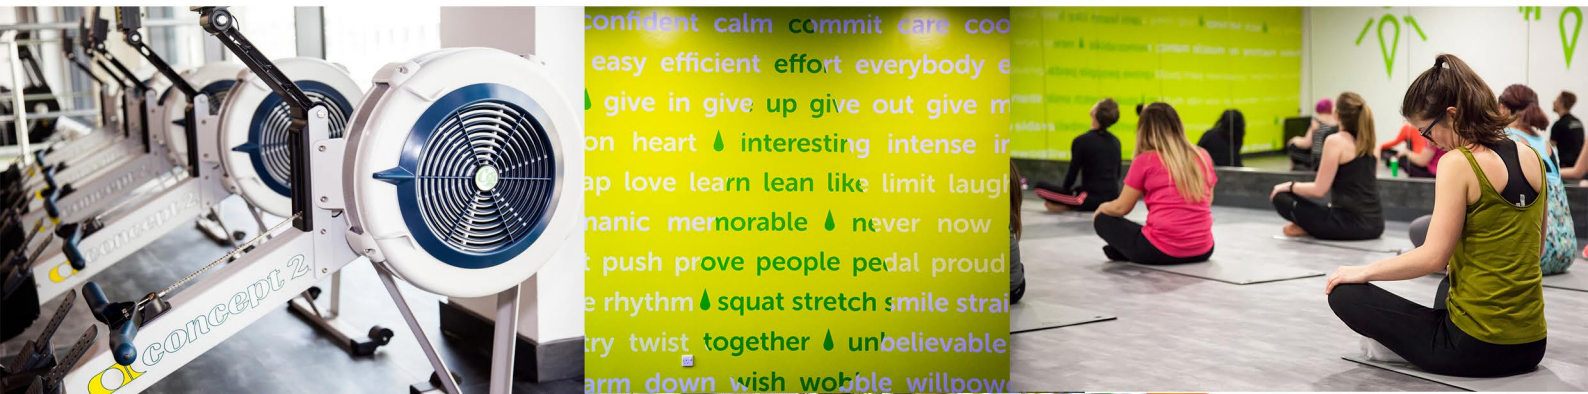 concept 2
concept 2
concept 2
confident calm commit care
easy efficient effort everybody
give in give up give out give
heart interesting intense
love learn lean like limit laugh
memorable never now
push prove people pedal proud
rhythm squat stretch smile
twist together unbelievable
down wish wobble